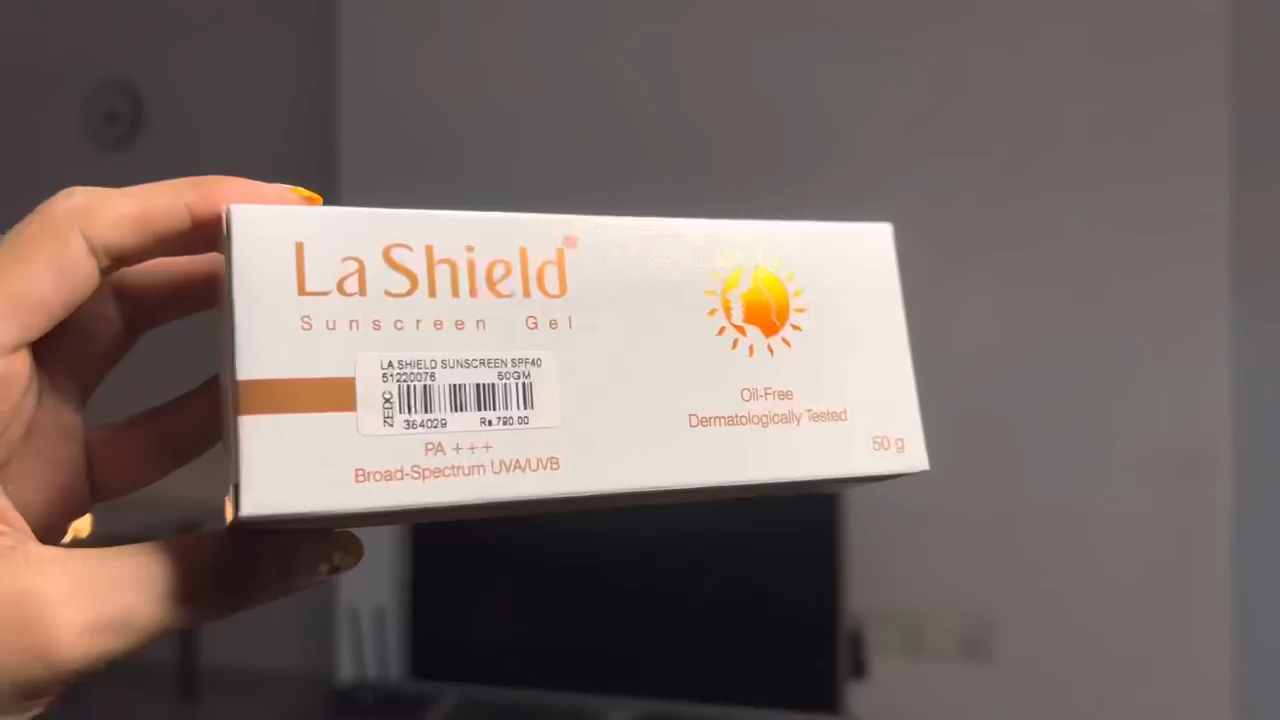 La Shield
Sunscreen Gel
LA SHIELD SUNSCREEN SPF40
51220076 50GM
ZEDC
364029 Rs.790.00
PA +++
Broad-Spectrum UVA/UVB
Oil-Free
Dermatologically Tested
50 g